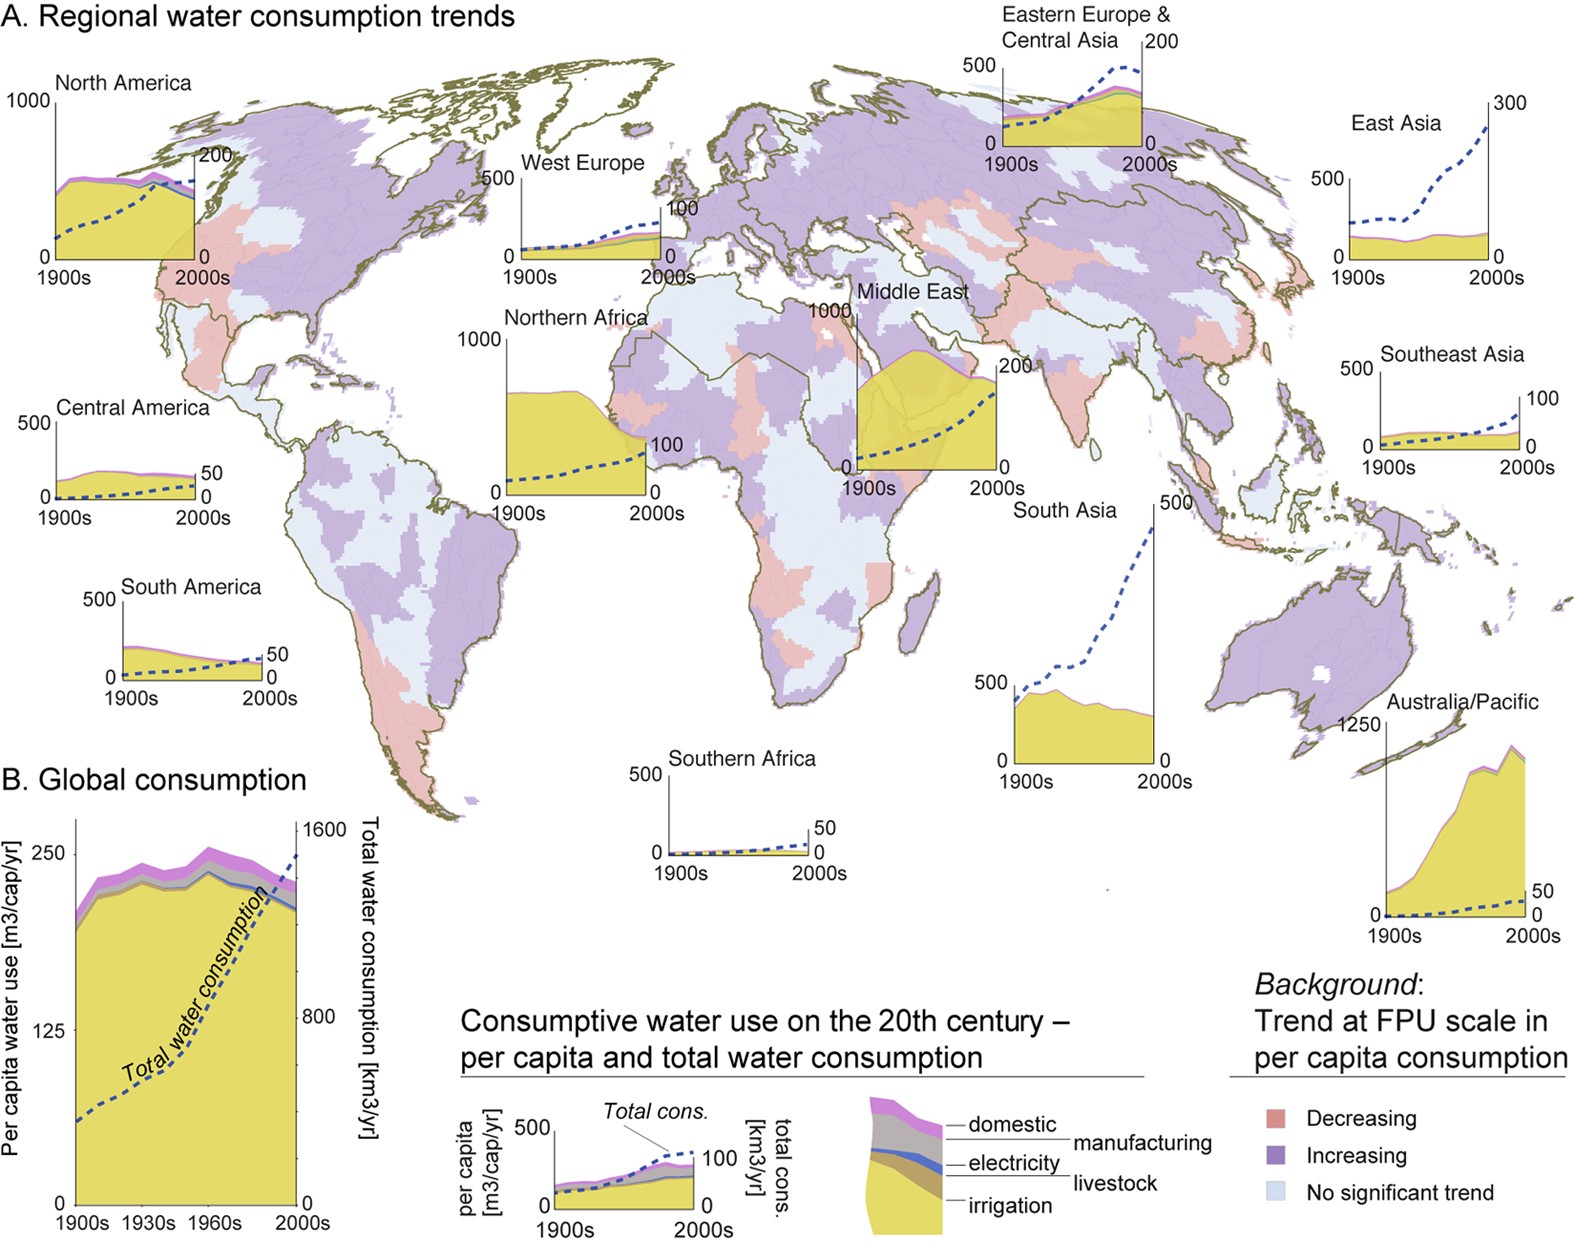 A. Regional water consumption trends
North America
1000
200
0
0
1900s
2000s
West Europe
500
100
0
0
1900s
2000s
Eastern Europe &
Central Asia
200
500
0
0
1900s
2000s
East Asia
300
500
0
0
1900s
2000s
Northern Africa
1000
100
0
0
1900s
2000s
Middle East
1000
200
0
0
1900s
2000s
Southeast Asia
500
100
0
0
1900s
2000s
Central America
500
50
0
0
1900s
2000s
South America
500
50
0
0
1900s
2000s
South Asia
500
500
0
0
1900s
2000s
Southern Africa
500
50
0
0
1900s
2000s
Australia/Pacific
1250
50
0
0
1900s
2000s
B. Global consumption
Per capita water use [m3/cap/yr]
250
125
0
1600
800
0
Total water consumption [km3/yr]
Total water consumption
1900s
1930s
1960s
2000s
Consumptive water use on the 20th century –
per capita and total water consumption
per capita
[m3/cap/yr]
500
0
Total cons.
100
0
total cons.
[km3/yr]
1900s
2000s
domestic
manufacturing
electricity
livestock
irrigation
Background:
Trend at FPU scale in
per capita consumption
Decreasing
Increasing
No significant trend